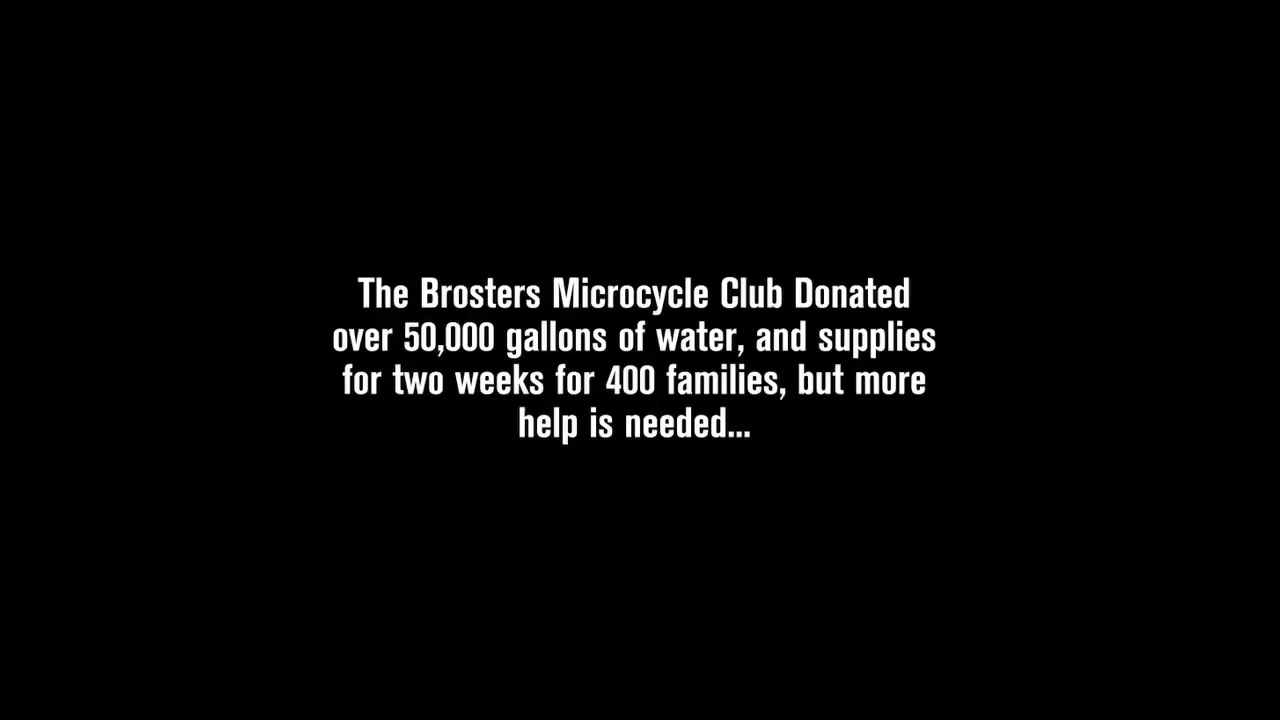 The Brosters Microcycle Club Donated
over 50,000 gallons of water, and supplies
for two weeks for 400 families, but more
help is needed...